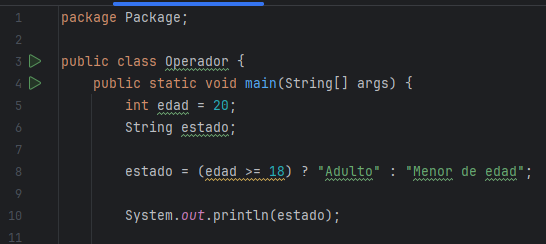 1 package Package;
2
3 public class Operador {
4 public static void main(String[] args) {
5 int edad = 20;
6 String estado;
7
8 estado = (edad >= 18) ? "Adulto" : "Menor de edad";
9
10 System.out.println(estado);
11